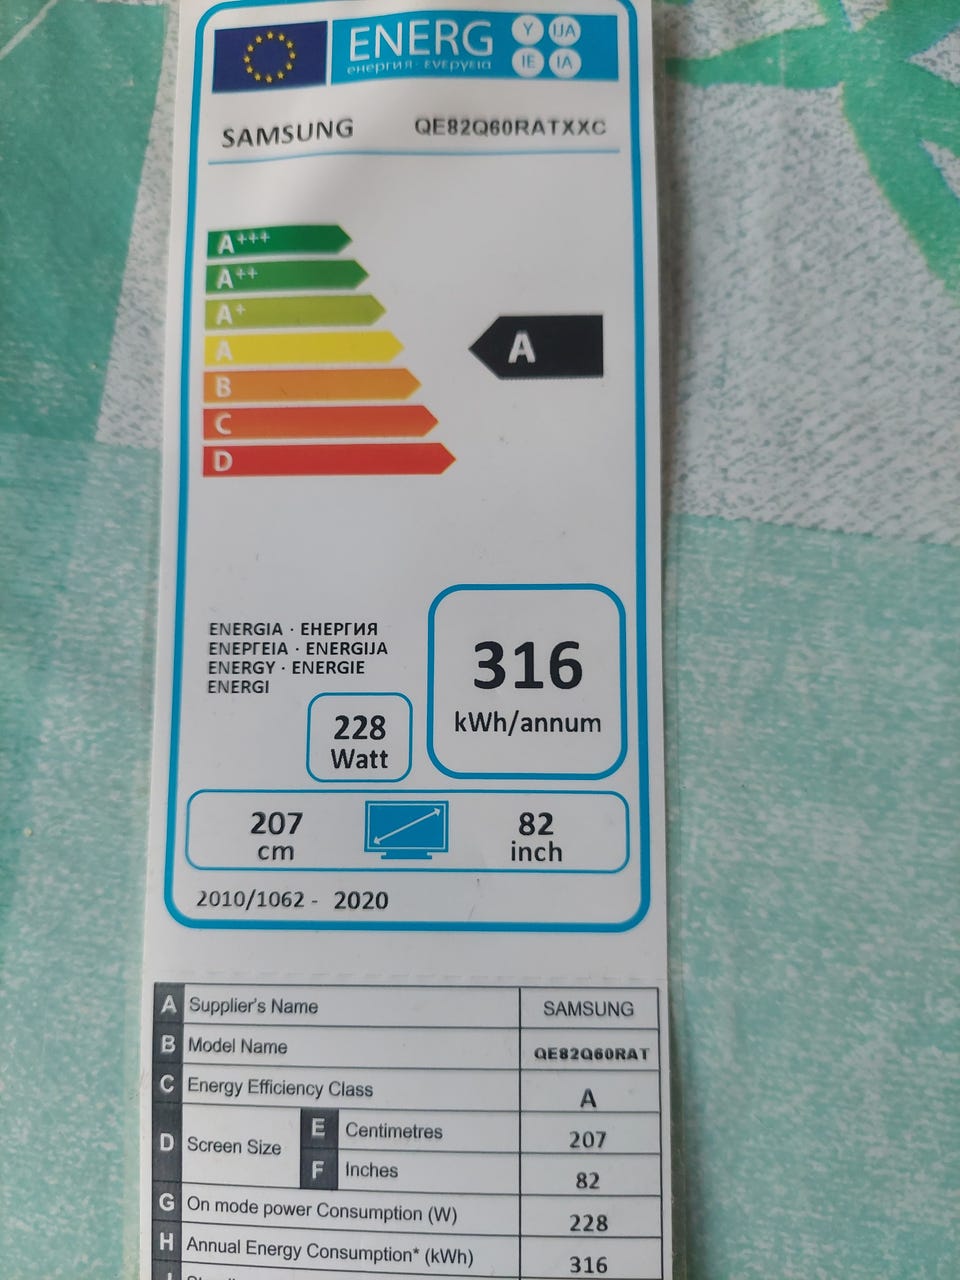 ENERG Y IJA
енергия · ενεργεια IE IA
SAMSUNG QE82Q60RATXXC
A+++
A++
A+
A A
B
C
D
ENERGIA · ЕНЕРГИЯ
ΕΝΕΡΓΕΙΑ · ENERGIJA
ENERGY · ENERGIE
ENERGI
316
kWh/annum
228
Watt
207
cm
82
inch
2010/1062 - 2020
A Supplier's Name SAMSUNG
B Model Name QE82Q60RAT
C Energy Efficiency Class A
D Screen Size E Centimetres 207
F Inches 82
G On mode power Consumption (W) 228
H Annual Energy Consumption* (kWh) 316